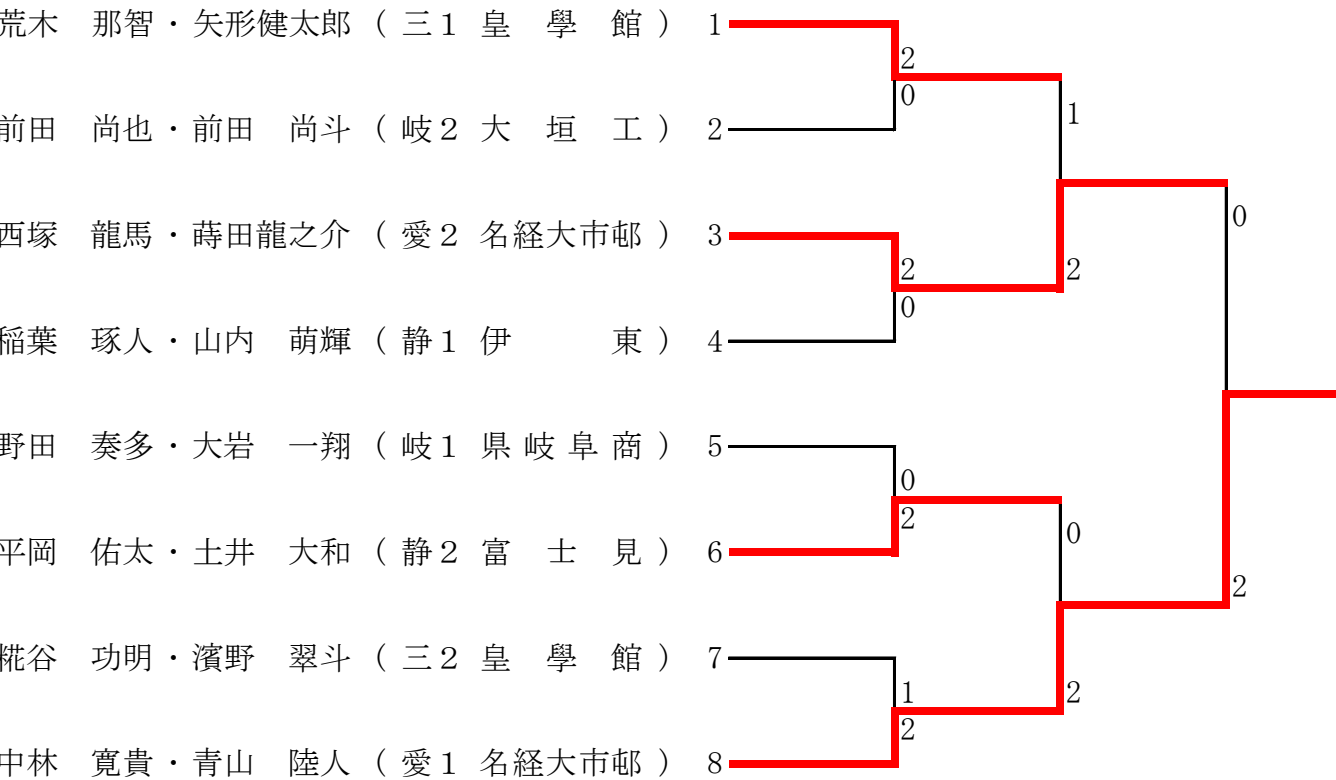 荒木　那智・矢形健太郎（三1 皇　學　館）1
2
0
1
前田　尚也・前田　尚斗（岐2 大　垣　工）2
0
西塚　龍馬・蒔田龍之介（愛2 名経大市邨）3
2
2
0
稲葉　琢人・山内　萌輝（静1 伊　　　東）4
野田　奏多・大岩　一翔（岐1 県岐阜商）5
0
2
0
平岡　佑太・土井　大和（静2 富　士　見）6
2
糀谷　功明・濱野　翠斗（三2 皇　學　館）7
1
2
2
中林　寛貴・青山　陸人（愛1 名経大市邨）8